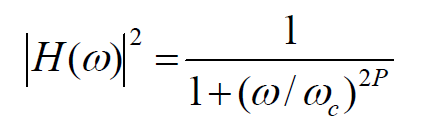 |H(ω)|² = 1 / (1+(ω/ω_c)^{2P})